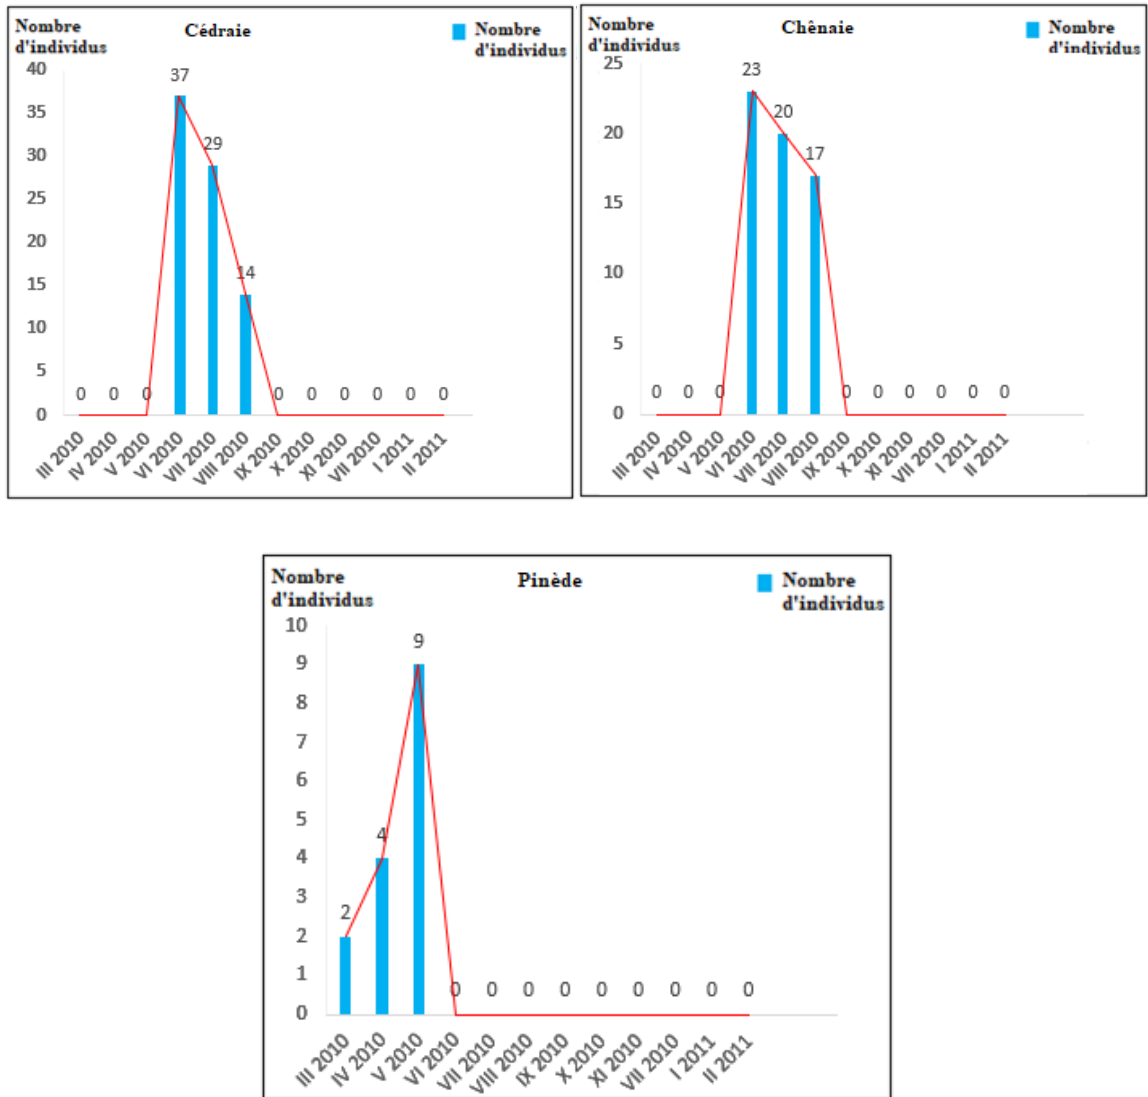 Nombre
d'individus
Cédraie
Nombre
d'individus
40
35
30
25
20
15
10
5
0
37
29
14
0 0 0 0 0 0 0 0 0
III 2010
IV 2010
V 2010
VI 2010
VII 2010
VIII 2010
IX 2010
X 2010
XI 2010
VII 2010
I 2011
II 2011
Nombre
d'individus
Chênaie
Nombre
d'individus
25
20
15
10
5
0
23
20
17
0 0 0 0 0 0 0 0 0
III 2010
IV 2010
V 2010
VI 2010
VII 2010
VIII 2010
IX 2010
X 2010
XI 2010
VII 2010
I 2011
II 2011
Nombre
d'individus
Pinède
Nombre
d'individus
10
9
8
7
6
5
4
3
2
1
0
2
4
9
0 0 0 0 0 0 0 0 0
III 2010
IV 2010
V 2010
VI 2010
VII 2010
VIII 2010
IX 2010
X 2010
XI 2010
VII 2010
I 2011
II 2011